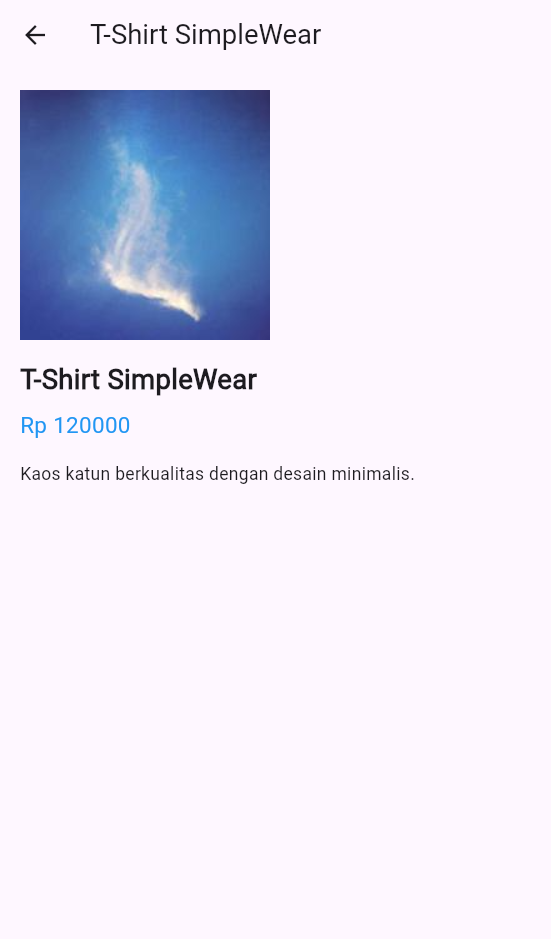 T-Shirt SimpleWear
T-Shirt SimpleWear
Rp 120000
Kaos katun berkualitas dengan desain minimalis.